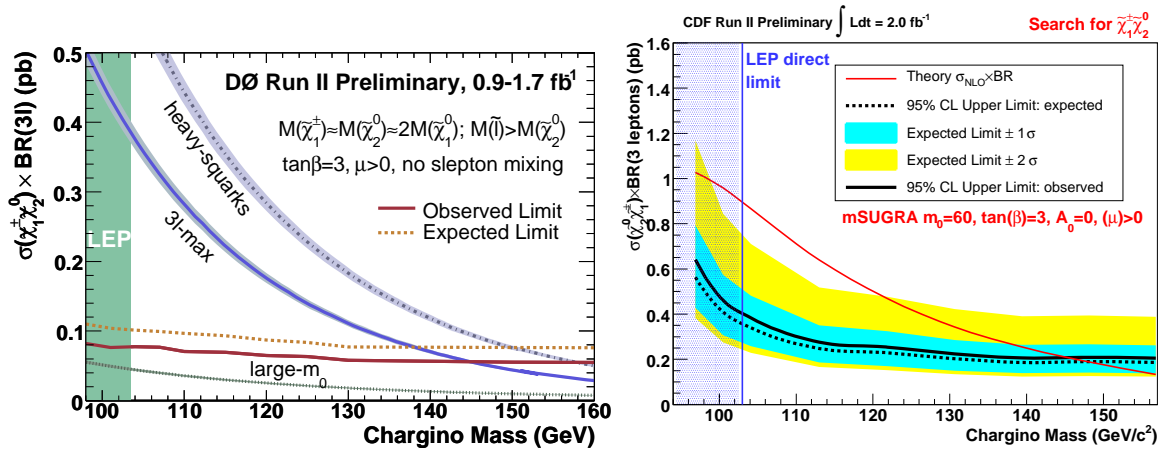 DØ Run II Preliminary, 0.9-1.7 fb⁻¹
M(χ̃₁±)≈M(χ̃₂⁰)≈2M(χ̃₁⁰); M(l̃)>M(χ̃₂⁰)
tanβ=3, μ>0, no slepton mixing
Observed Limit
Expected Limit
heavy-squarks
3l-max
LEP
large-m₀
σ(χ₁±χ₂⁰) × BR(3l) (pb)
0.5
0.4
0.3
0.2
0.1
0
100 110 120 130 140 150 160
Chargino Mass (GeV)
CDF Run II Preliminary ∫ Ldt = 2.0 fb⁻¹
Search for χ̃₁±χ̃₂⁰
LEP direct
limit
Theory σNLO×BR
95% CL Upper Limit: expected
Expected Limit ± 1σ
Expected Limit ± 2 σ
95% CL Upper Limit: observed
mSUGRA m₀=60, tan(β)=3, A₀=0, (μ)>0
σ(χ₂⁰χ₁±)×BR(3 leptons) (pb)
1.6
1.4
1.2
1
0.8
0.6
0.4
0.2
0
100 110 120 130 140 150
Chargino Mass (GeV/c²)